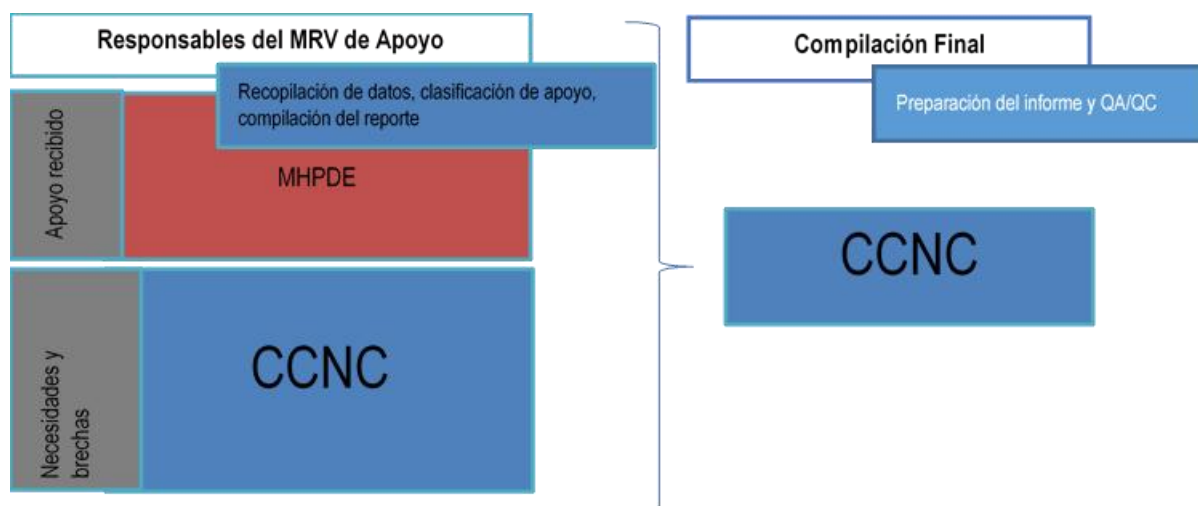 Responsables del MRV de Apoyo
Recopilación de datos, clasificación de apoyo,
compilación del reporte
Apoyo recibido
MHPDE
Necesidades y
brechas
CCNC
Compilación Final
Preparación del informe y QA/QC
CCNC